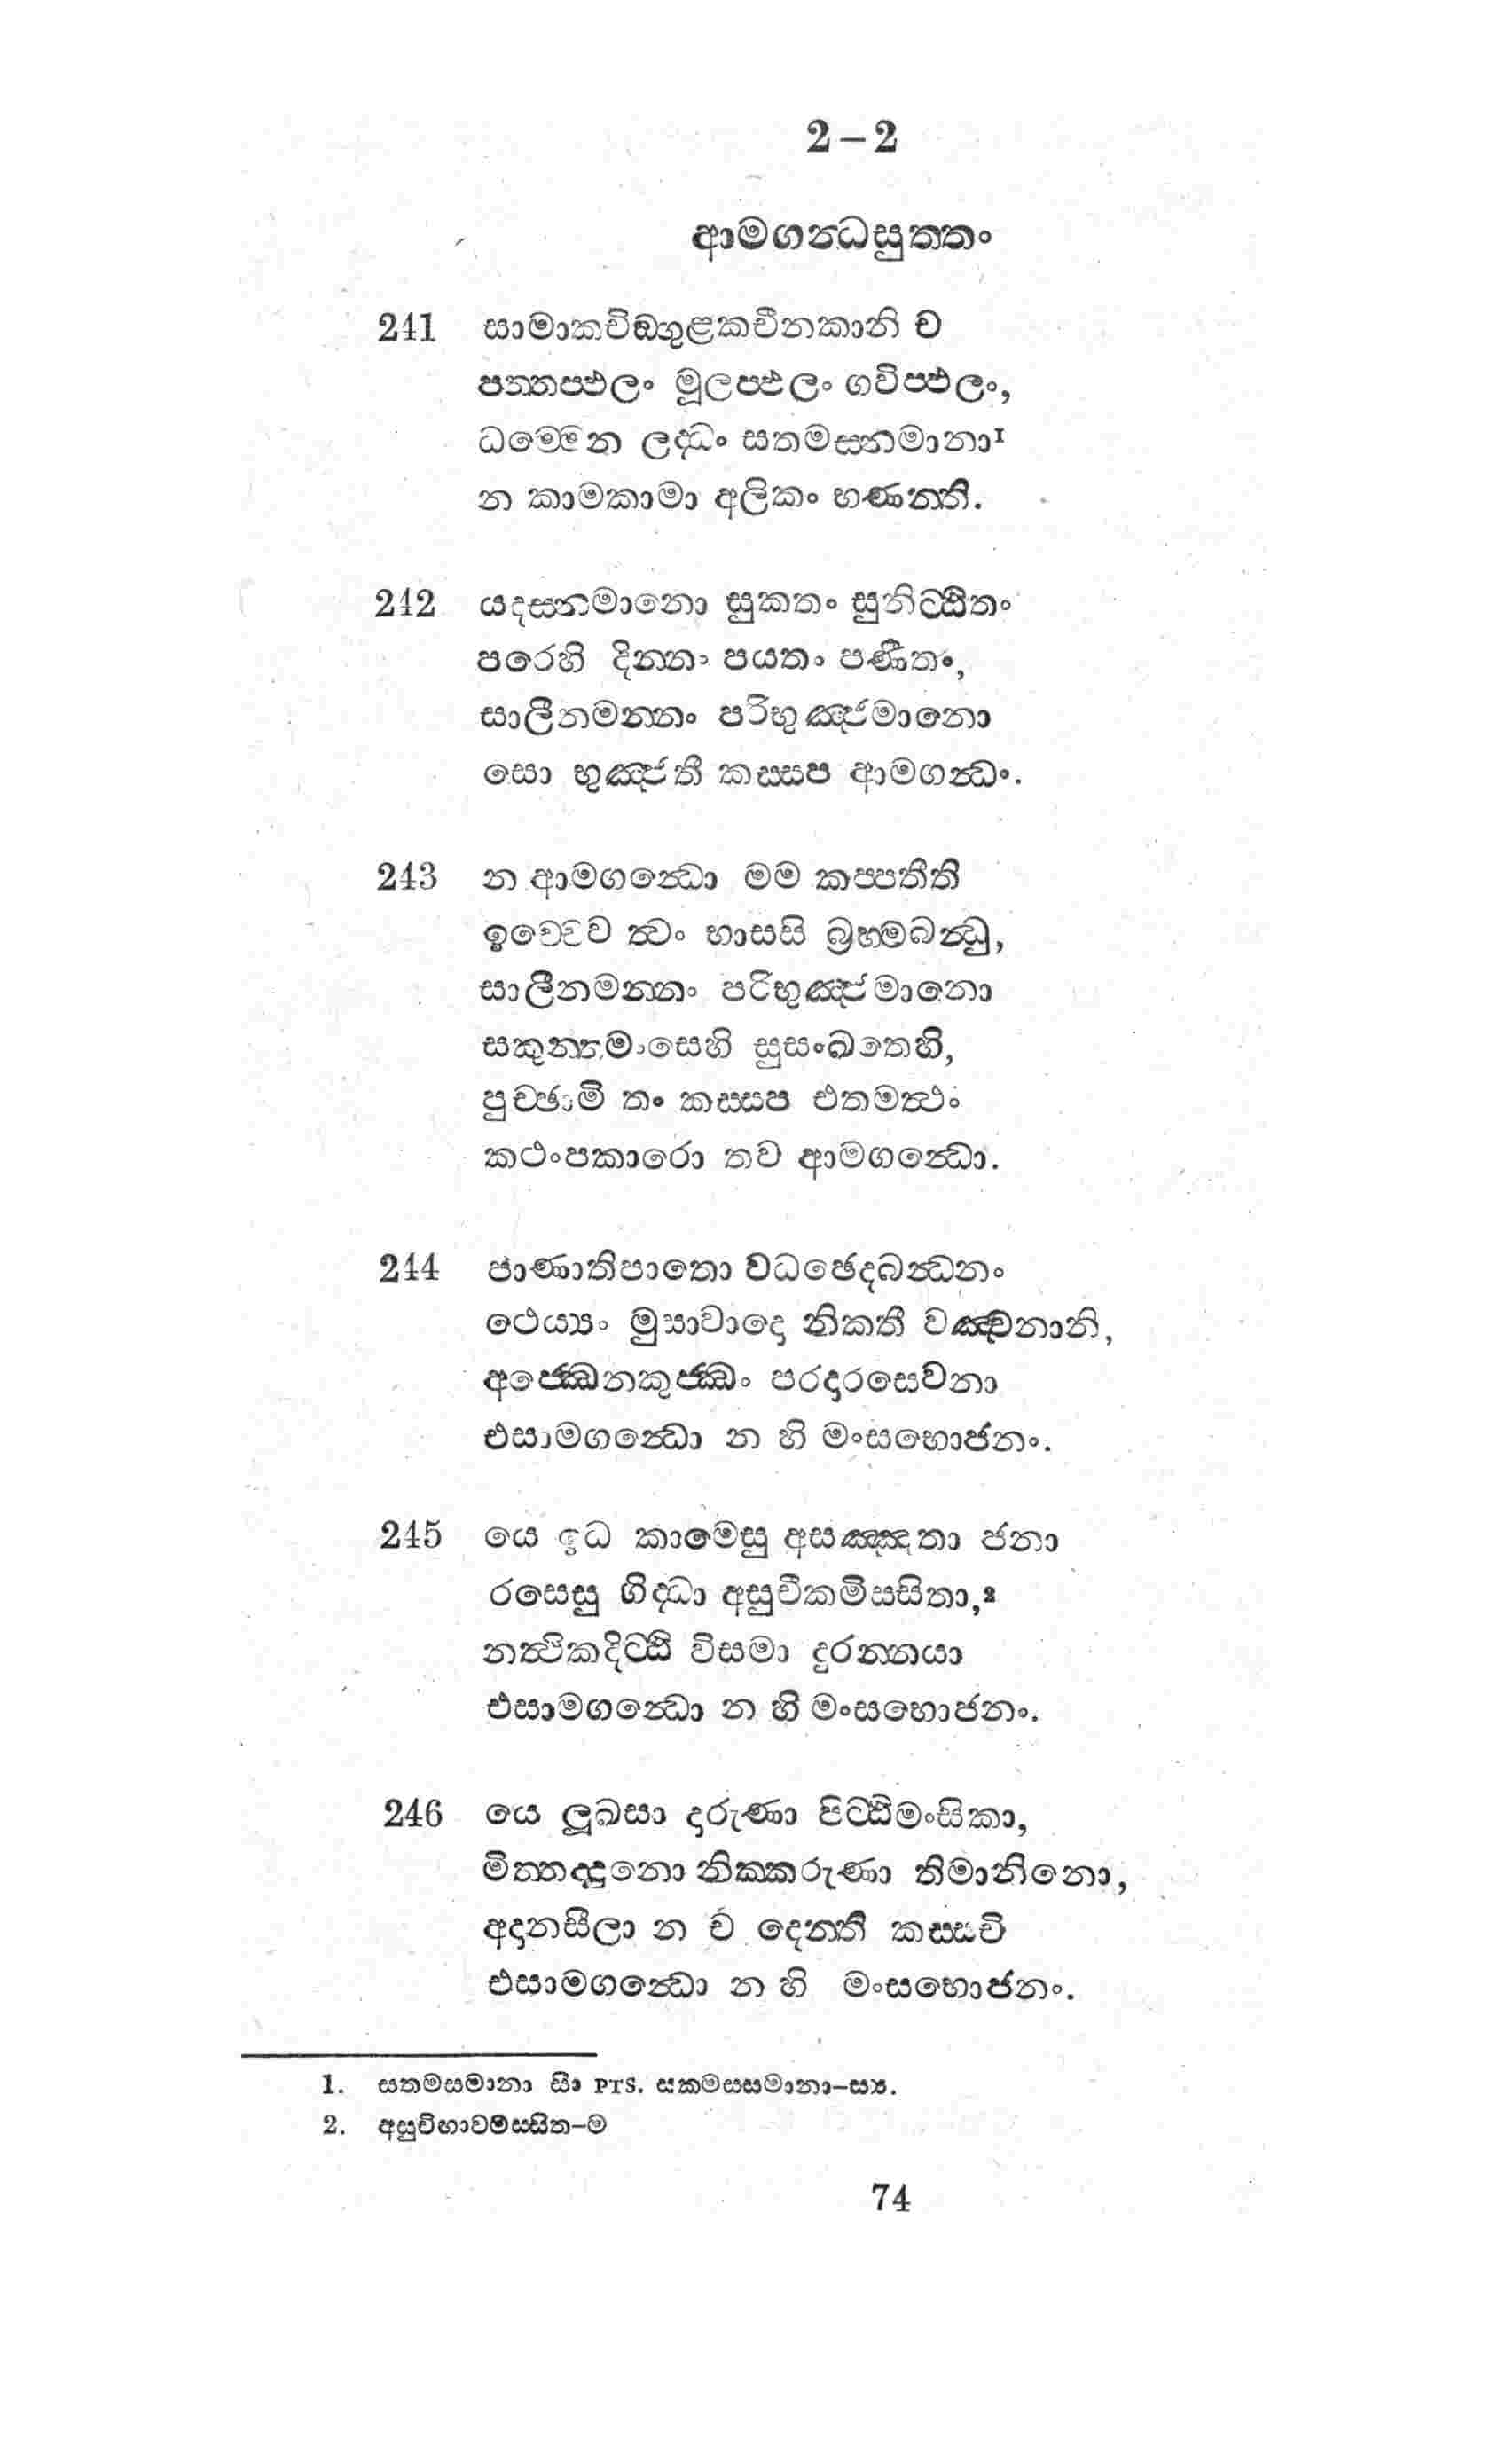 2–2
ආමගන්ධසුත්තං
241 සාමාකචිඞ්ගුළකචීනකානි ච
පත්තප්ඵලං මූලප්ඵලං ගවිප්ඵලං,
ධම්මෙන ලද්ධං සතමස්නමානා¹
න කාමකාමා අලිකං භණන්ති.
242 යදස්නමානො සුකතං සුනිට්ඨිතං
පරෙහි දින්නං පයතං පණීතං,
සාලීනමන්නං පරිභුඤ්ජමානො
සො භුඤ්ජතී කස්සප ආමගන්ධං.
243 න ආමගන්ධො මම කප්පතීති
ඉච්චෙව ත්වං භාසසි බ්‍රහ්මබන්ධු,
සාලීනමන්නං පරිභුඤ්ජමානො
සකුන්තමංසෙහි සුසංඛතෙහි,
පුච්ඡාමි තං කස්සප එතමත්ථං
කථංපකාරො තව ආමගන්ධො.
244 පාණාතිපාතො වධඡෙදබන්ධනං
ථෙය්‍යං මුසාවාදො නිකතී වඤ්චනානි,
අජ්ඣෙනකුජ්ඣං පරදාරසෙවනා
එසාමගන්ධො න හි මංසභොජනං.
245 යෙ ඉධ කාමෙසු අසඤ්ඤතා ජනා
රසෙසු ගිද්ධා අසුචීකමිස්සිතා,²
නත්ථිකදිට්ඨි විසමා දුරන්නයා
එසාමගන්ධො න හි මංසභොජනං.
246 යෙ ලූඛසා දාරුණා පිට්ඨිමංසිකා,
මිත්තද්දුනො නික්කරුණා තිමානිනො,
අදානසීලා න ච දෙන්ති කස්සචි
එසාමගන්ධො න හි මංසභොජනං.
1. සතමසමානා සී PTS. සකමසසමානා–ස්‍ය.
2. අසුචිභාවමස්සිත–ම
74